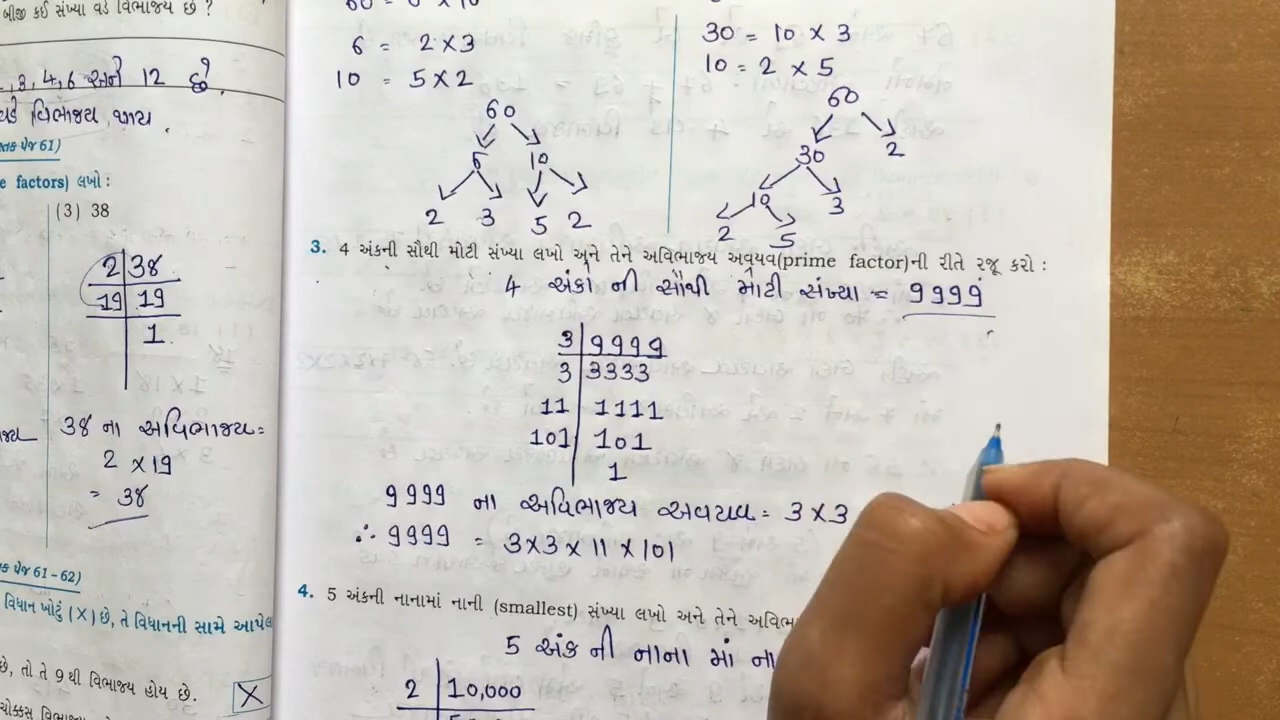 બીજી કઈ સંખ્યા વડે વિભાજ્ય છે ?
3, 4, 6 અને 12 છે.
વડે વિભાજ્ય થાય.
પેજ 61)
factors) લખો :
(3) 38
2 38
19 19
1
38 ના અવિભાજ્ય =
2 × 19
= 38
પેજ 61 - 62)
વિધાન ખોટું (X) છે, તે વિધાનની સામે આપેલ
છે, તો તે 9 થી વિભાજ્ય હોય છે.
X
ચોક્કસ
6 = 2 × 3
10 = 5 × 2
60
6 10
2 3 5 2
30 = 10 × 3
10 = 2 × 5
60
30 2
10 3
2 5
3. 4 અંકની સૌથી મોટી સંખ્યા લખો અને તેને અવિભાજ્ય અવયવ(prime factor)ની રીતે રજૂ કરો :
4 અંકો ની સૌથી મોટી સંખ્યા = 9999
3 9999
3 3333
11 1111
101 101
1
9999 ના અવિભાજ્ય અવયવ = 3 × 3
∴ 9999 = 3 × 3 × 11 × 101
4. 5 અંકની નાનામાં નાની (smallest) સંખ્યા લખો અને તેને
5 અંક ની નાના માં
2 10,000